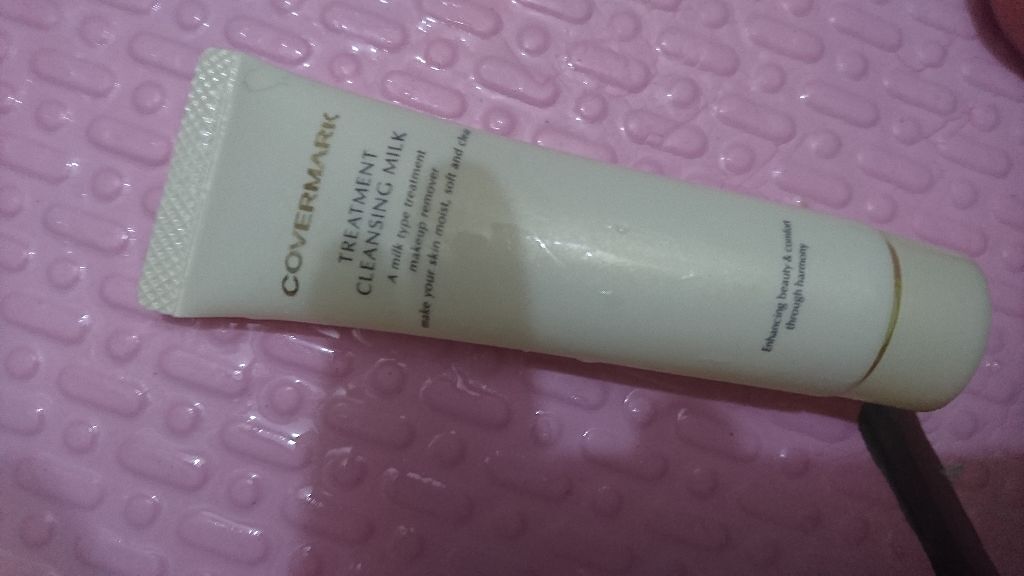 COVERMARK
TREATMENT
CLEANSING MILK
A milk type treatment
makeup remover
make your skin moist, soft and
Enhancing beauty & comfort
through harmony